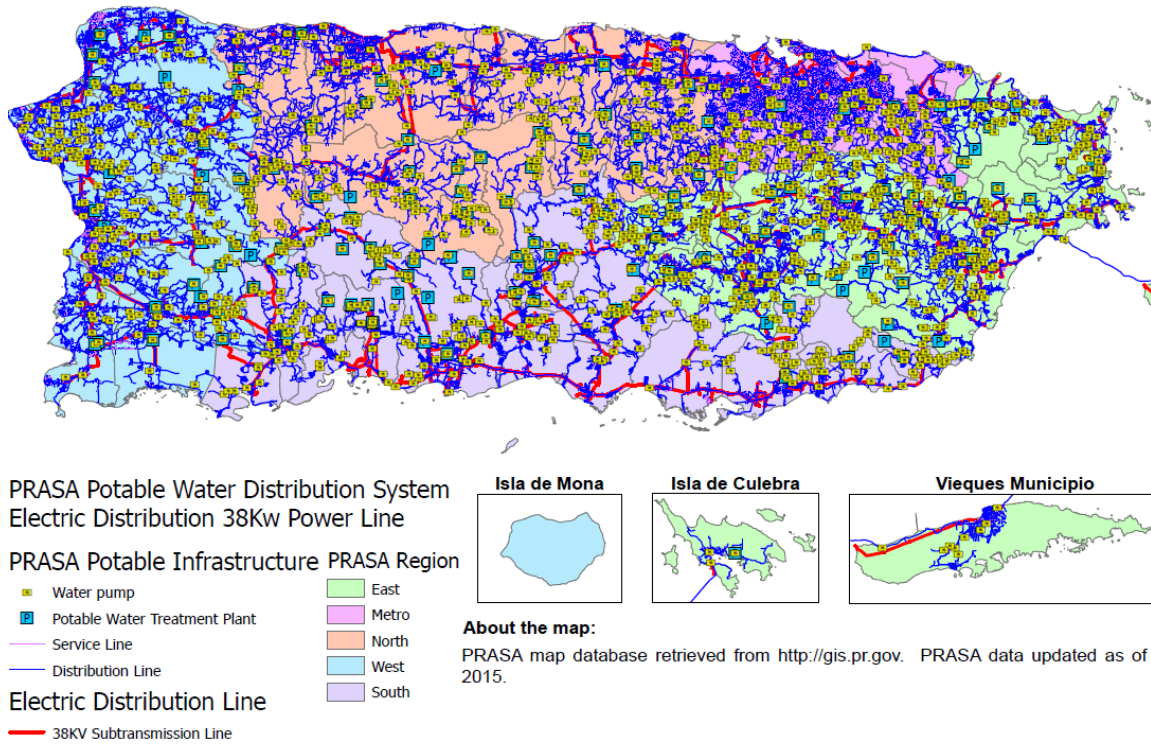 Isla de Mona
Isla de Culebra
Vieques Municipio
PRASA Potable Water Distribution System
Electric Distribution 38Kw Power Line
PRASA Potable Infrastructure
Water pump
P Potable Water Treatment Plant
Service Line
Distribution Line
Electric Distribution Line
38KV Subtransmission Line
PRASA Region
East
Metro
North
West
South
About the map:
PRASA map database retrieved from http://gis.pr.gov. PRASA data updated as of
2015.